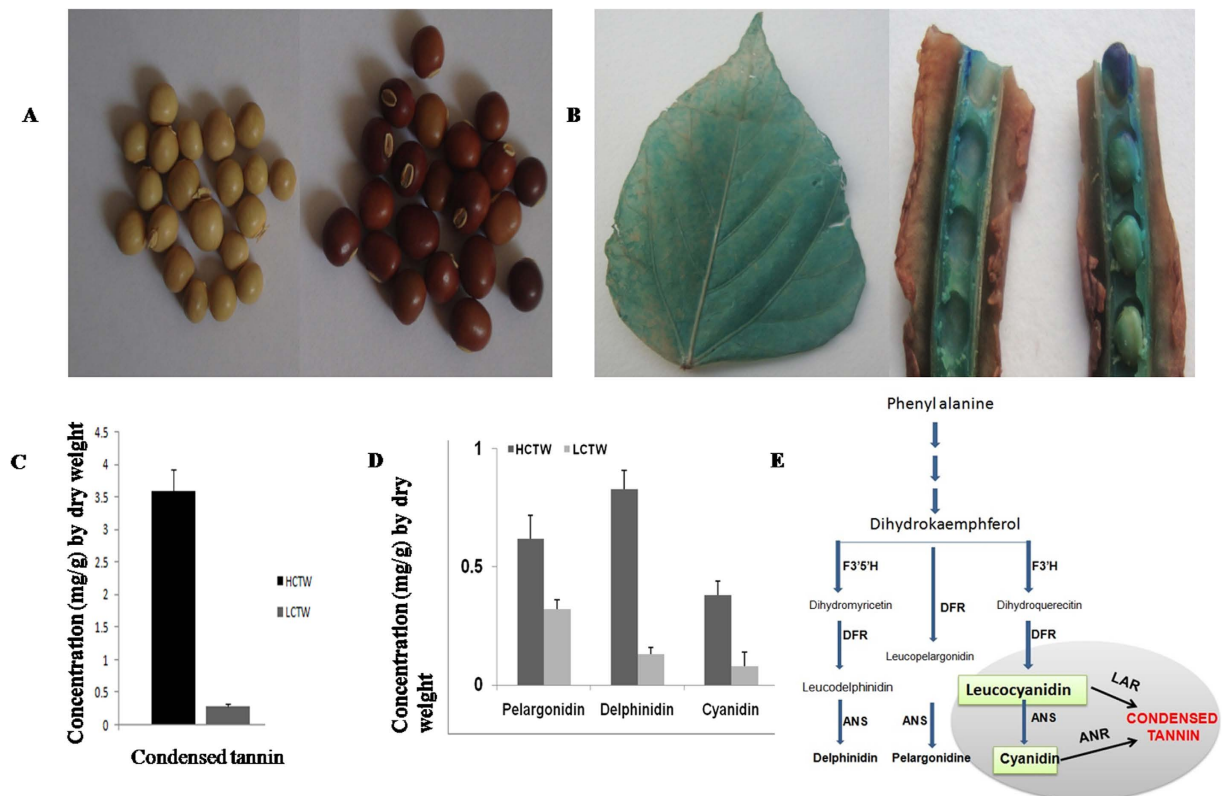 A
B
C
Concentration (mg/g) by dry weight
4.5
4
3.5
3
2.5
2
1.5
1
0.5
0
HCTW
LCTW
Condensed tannin
D
Concentration (mg/g) by dry
weight
1
0.5
0
HCTW LCTW
Pelargonidin Delphinidin Cyanidin
E
Phenyl alanine
Dihydrokaemphferol
F3'5'H
F3'H
Dihydromyricetin
DFR
Dihydroquerecitin
DFR
DFR
Leucopelargonidin
Leucodelphinidin
Leucocyanidin
LAR
ANS
ANS
ANS
CONDENSED
TANNIN
ANR
Delphinidin
Pelargonidine
Cyanidin